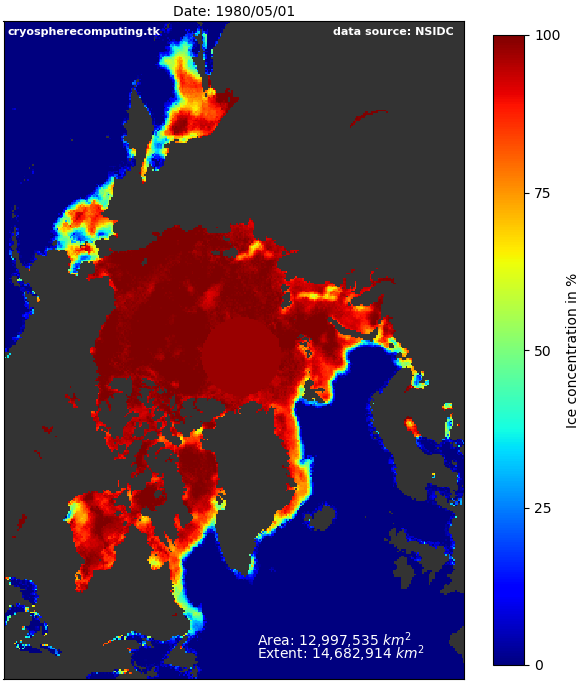 Date: 1980/05/01
cryospherecomputing.tk
data source: NSIDC
100
75
50
25
0
Ice concentration in %
Area: 12,997,535 km²
Extent: 14,682,914 km²